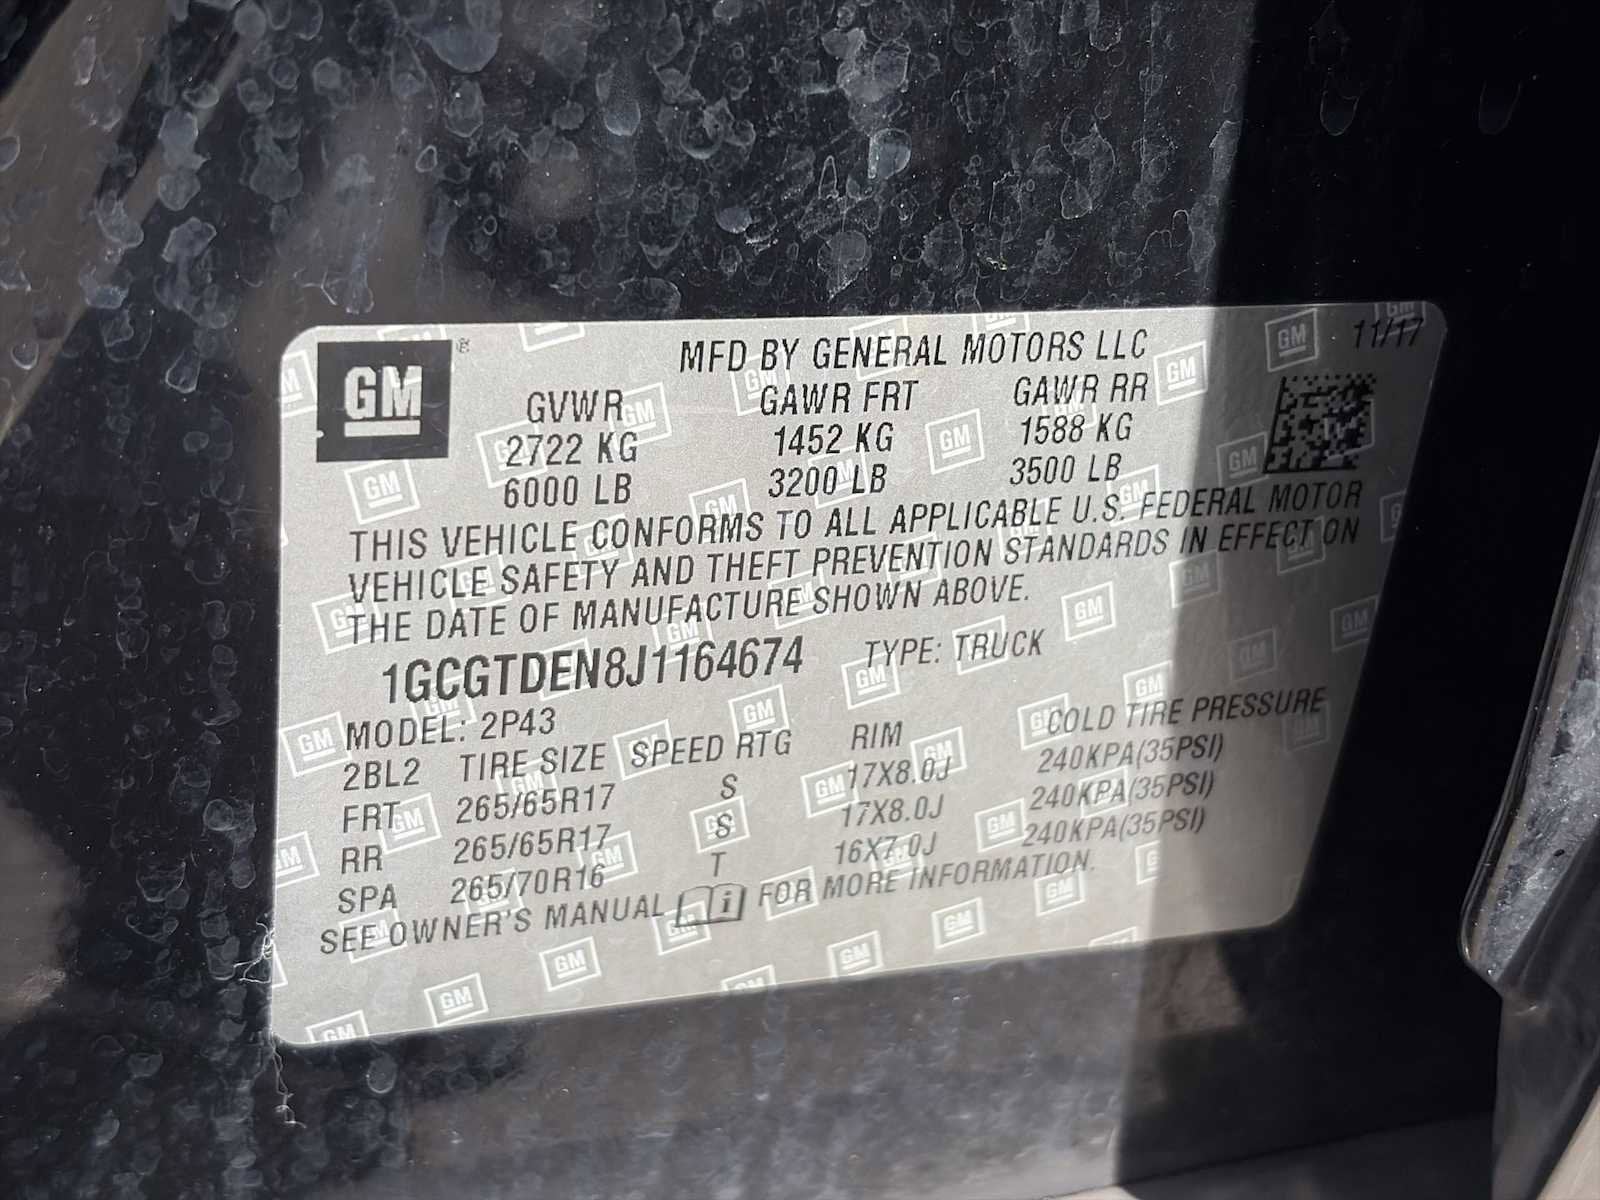 11/17
GM
®
MFD BY GENERAL MOTORS LLC
GVWR GAWR FRT GAWR RR
2722 KG 1452 KG 1588 KG
6000 LB 3200 LB 3500 LB
THIS VEHICLE CONFORMS TO ALL APPLICABLE U.S. FEDERAL MOTOR
VEHICLE SAFETY AND THEFT PREVENTION STANDARDS IN EFFECT ON
THE DATE OF MANUFACTURE SHOWN ABOVE.
1GCGTDEN8J1164674 TYPE: TRUCK
MODEL: 2P43
2BL2 TIRE SIZE SPEED RTG RIM COLD TIRE PRESSURE
FRT 265/65R17 S 17X8.0J 240KPA(35PSI)
RR 265/65R17 S 17X8.0J 240KPA(35PSI)
SPA 265/70R16 T 16X7.0J 240KPA(35PSI)
SEE OWNER'S MANUAL i FOR MORE INFORMATION.